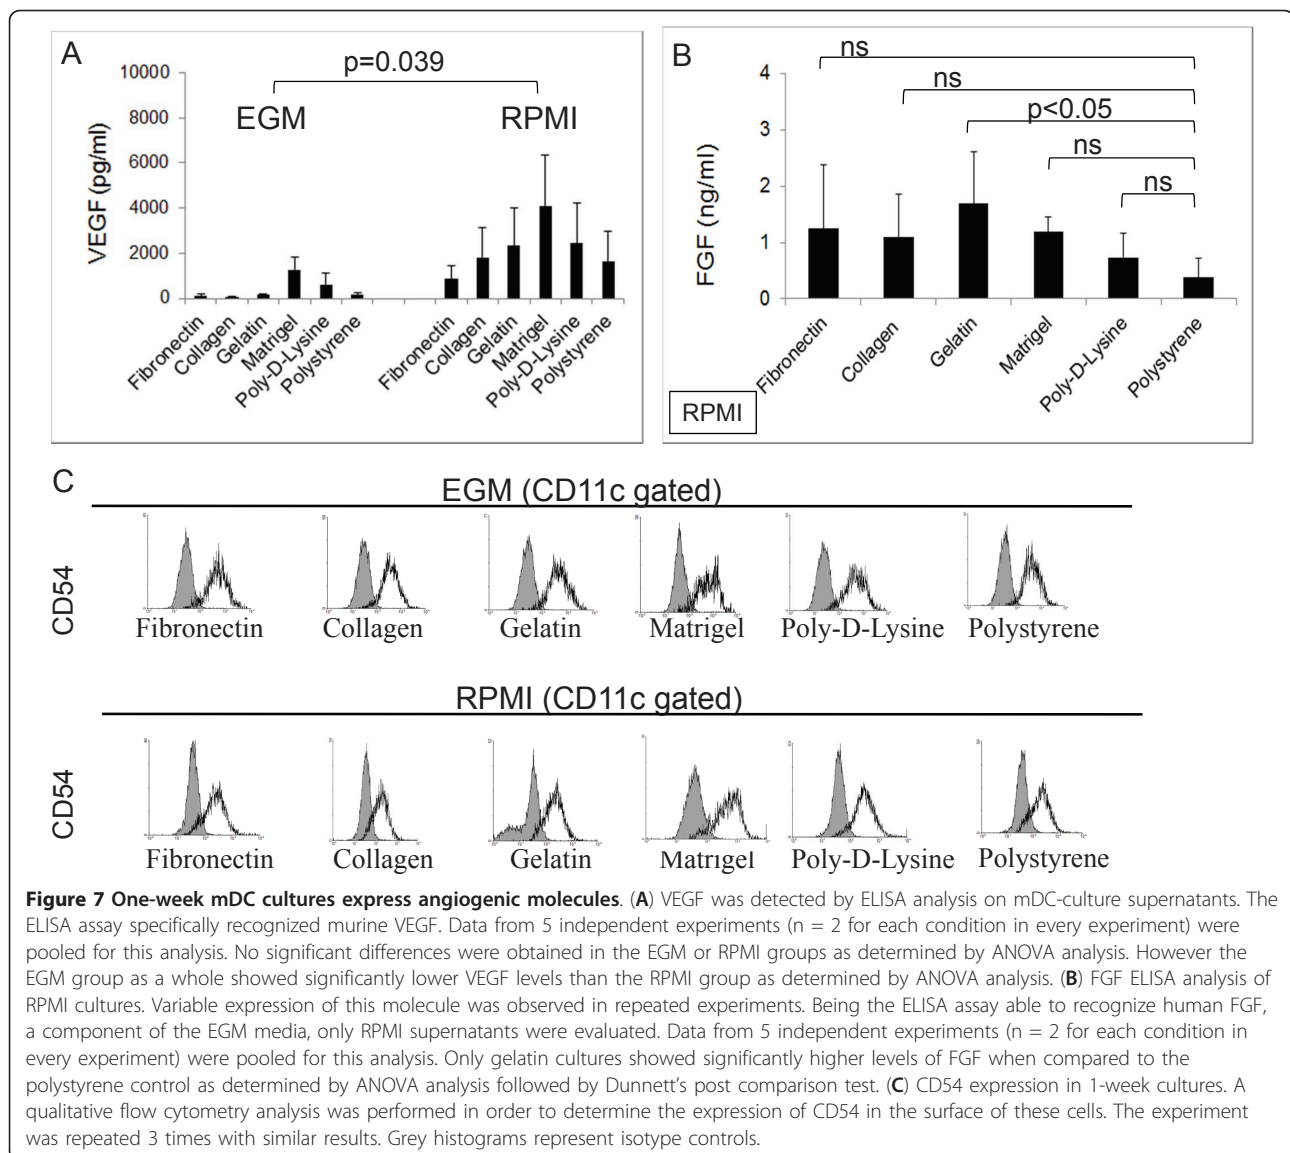 A
p=0.039
EGM
RPMI
VEGF (pg/ml)
10000
8000
6000
4000
2000
0
Fibronectin
Collagen
Gelatin
Matrigel
Poly-D-Lysine
Polystyrene
Fibronectin
Collagen
Gelatin
Matrigel
Poly-D-Lysine
Polystyrene
B
ns
ns
p<0.05
ns
ns
FGF (ng/ml)
4
3
2
1
0
Fibronectin
Collagen
Gelatin
Matrigel
Poly-D-Lysine
Polystyrene
RPMI
C
EGM (CD11c gated)
CD54
Fibronectin
Collagen
Gelatin
Matrigel
Poly-D-Lysine
Polystyrene
RPMI (CD11c gated)
CD54
Fibronectin
Collagen
Gelatin
Matrigel
Poly-D-Lysine
Polystyrene
Figure 7 One-week mDC cultures express angiogenic molecules. (A) VEGF was detected by ELISA analysis on mDC-culture supernatants. The
ELISA assay specifically recognized murine VEGF. Data from 5 independent experiments (n = 2 for each condition in every experiment) were
pooled for this analysis. No significant differences were obtained in the EGM or RPMI groups as determined by ANOVA analysis. However the
EGM group as a whole showed significantly lower VEGF levels than the RPMI group as determined by ANOVA analysis. (B) FGF ELISA analysis of
RPMI cultures. Variable expression of this molecule was observed in repeated experiments. Being the ELISA assay able to recognize human FGF,
a component of the EGM media, only RPMI supernatants were evaluated. Data from 5 independent experiments (n = 2 for each condition in
every experiment) were pooled for this analysis. Only gelatin cultures showed significantly higher levels of FGF when compared to the
polystyrene control as determined by ANOVA analysis followed by Dunnett's post comparison test. (C) CD54 expression in 1-week cultures. A
qualitative flow cytometry analysis was performed in order to determine the expression of CD54 in the surface of these cells. The experiment
was repeated 3 times with similar results. Grey histograms represent isotype controls.